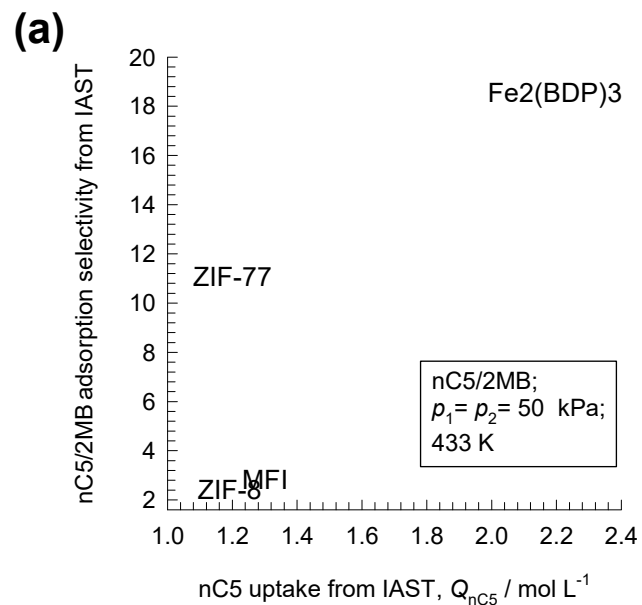 (a)
nC5/2MB adsorption selectivity from IAST
20
18
16
14
12
10
8
6
4
2
Fe2(BDP)3
ZIF-77
MFI
ZIF-8
nC5/2MB;
p₁= p₂= 50 kPa;
433 K
1.0 1.2 1.4 1.6 1.8 2.0 2.2 2.4
nC5 uptake from IAST, Q_nC5 / mol L⁻¹